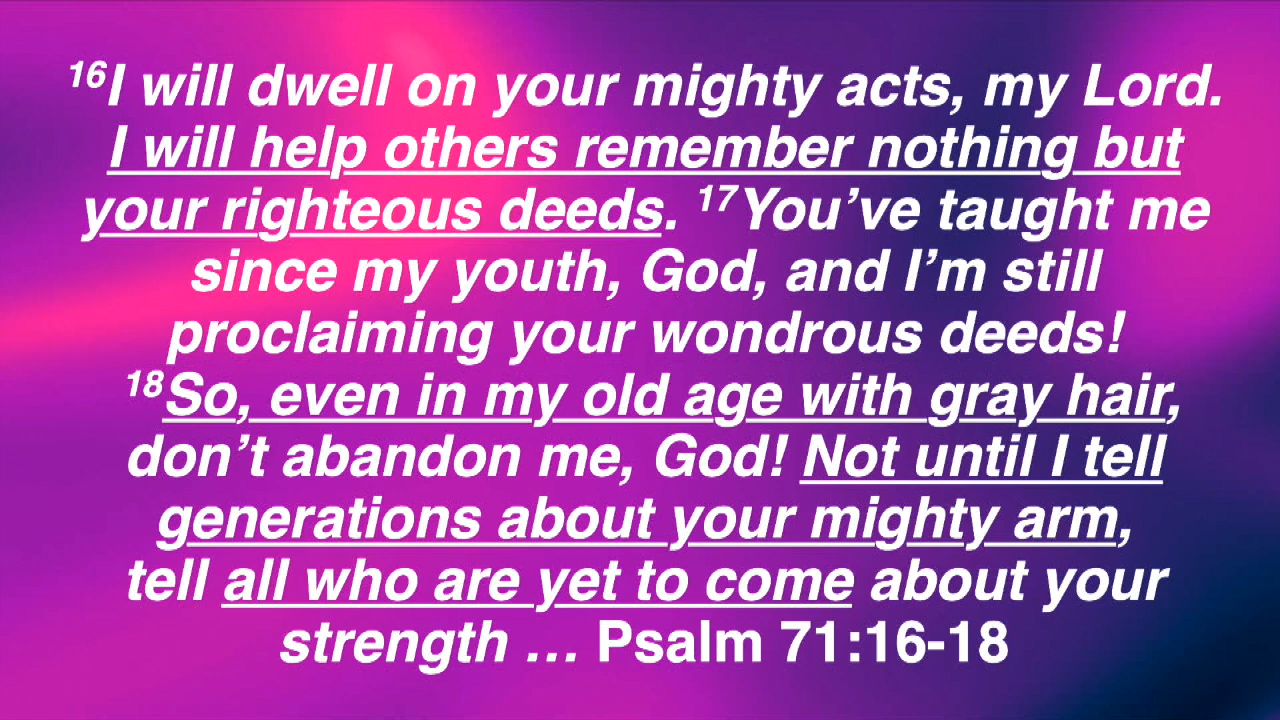 16I will dwell on your mighty acts, my Lord.
I will help others remember nothing but
your righteous deeds. 17You’ve taught me
since my youth, God, and I’m still
proclaiming your wondrous deeds!
18So, even in my old age with gray hair,
don’t abandon me, God! Not until I tell
generations about your mighty arm,
tell all who are yet to come about your
strength … Psalm 71:16-18